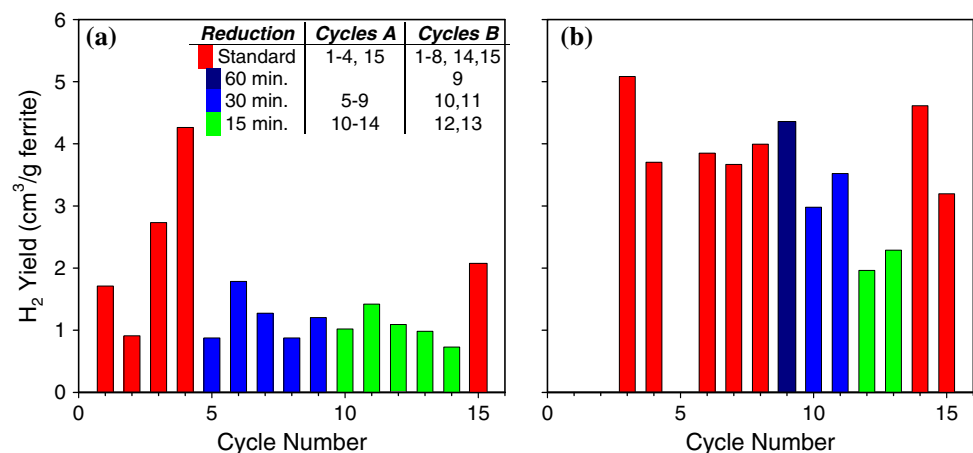 (a)
Reduction Cycles A Cycles B
Standard 1-4, 15 1-8, 14,15
60 min. 9
30 min. 5-9 10,11
15 min. 10-14 12,13
(b)
H2 Yield (cm3/g ferrite)
6
5
4
3
2
1
0
0 5 10 15
0 5 10 15
Cycle Number
Cycle Number